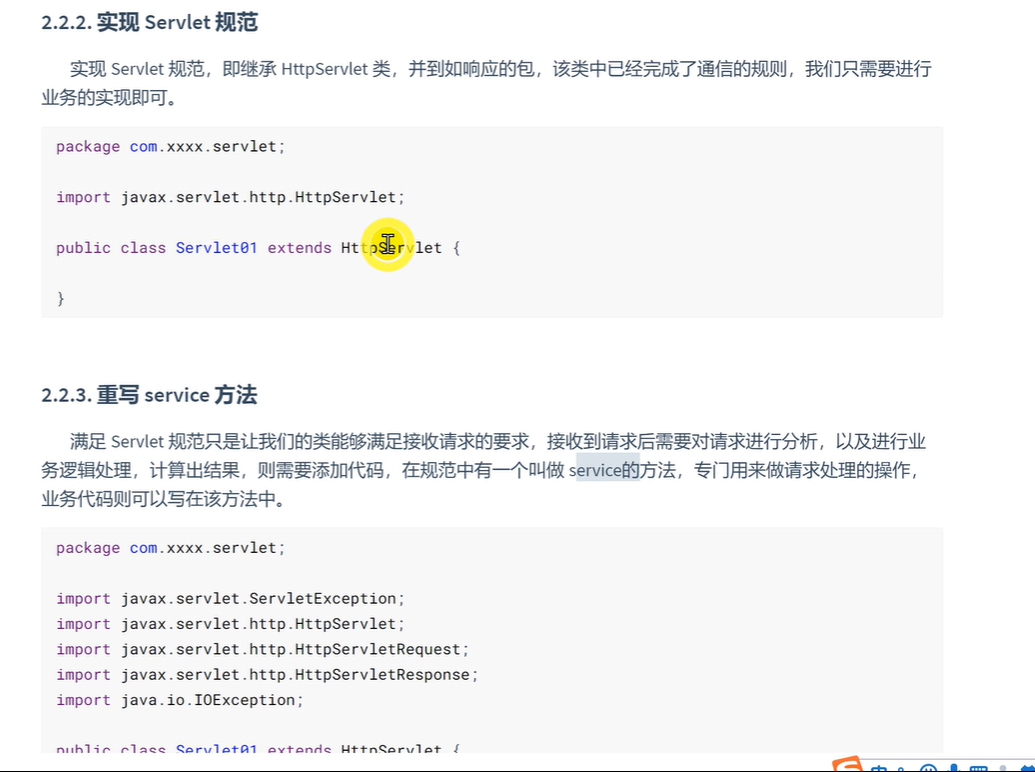 2.2.2. 实现 Servlet 规范
实现 Servlet 规范，即继承 HttpServlet 类，并到如响应的包，该类中已经完成了通信的规则，我们只需要进行
业务的实现即可。
package com.xxxx.servlet;
import javax.servlet.http.HttpServlet;
public class Servlet01 extends HttpServlet {
}
2.2.3. 重写 service 方法
满足 Servlet 规范只是让我们的类能够满足接收请求的要求，接收到请求后需要对请求进行分析，以及进行业
务逻辑处理，计算出结果，则需要添加代码，在规范中有一个叫做 service的方法，专门用来做请求处理的操作，
业务代码则可以写在该方法中。
package com.xxxx.servlet;
import javax.servlet.ServletException;
import javax.servlet.http.HttpServlet;
import javax.servlet.http.HttpServletRequest;
import javax.servlet.http.HttpServletResponse;
import java.io.IOException;
public class Servlet01 extends HttpServlet {